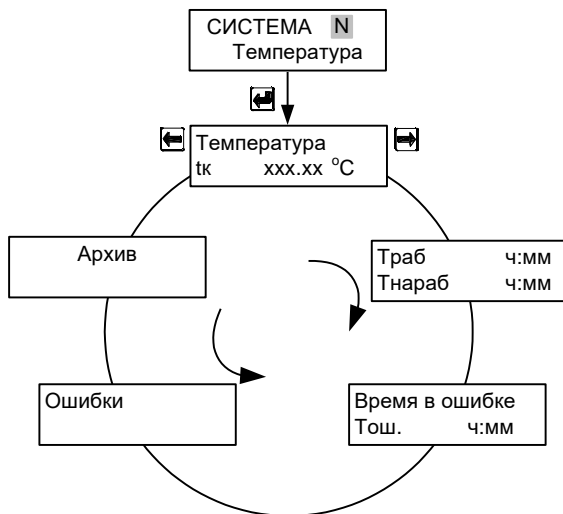 СИСТЕМА N
Температура
Температура
tк xxx.xx °C
Архив
Траб ч:мм
Тнараб ч:мм
Ошибки
Время в ошибке
Тош. ч:мм